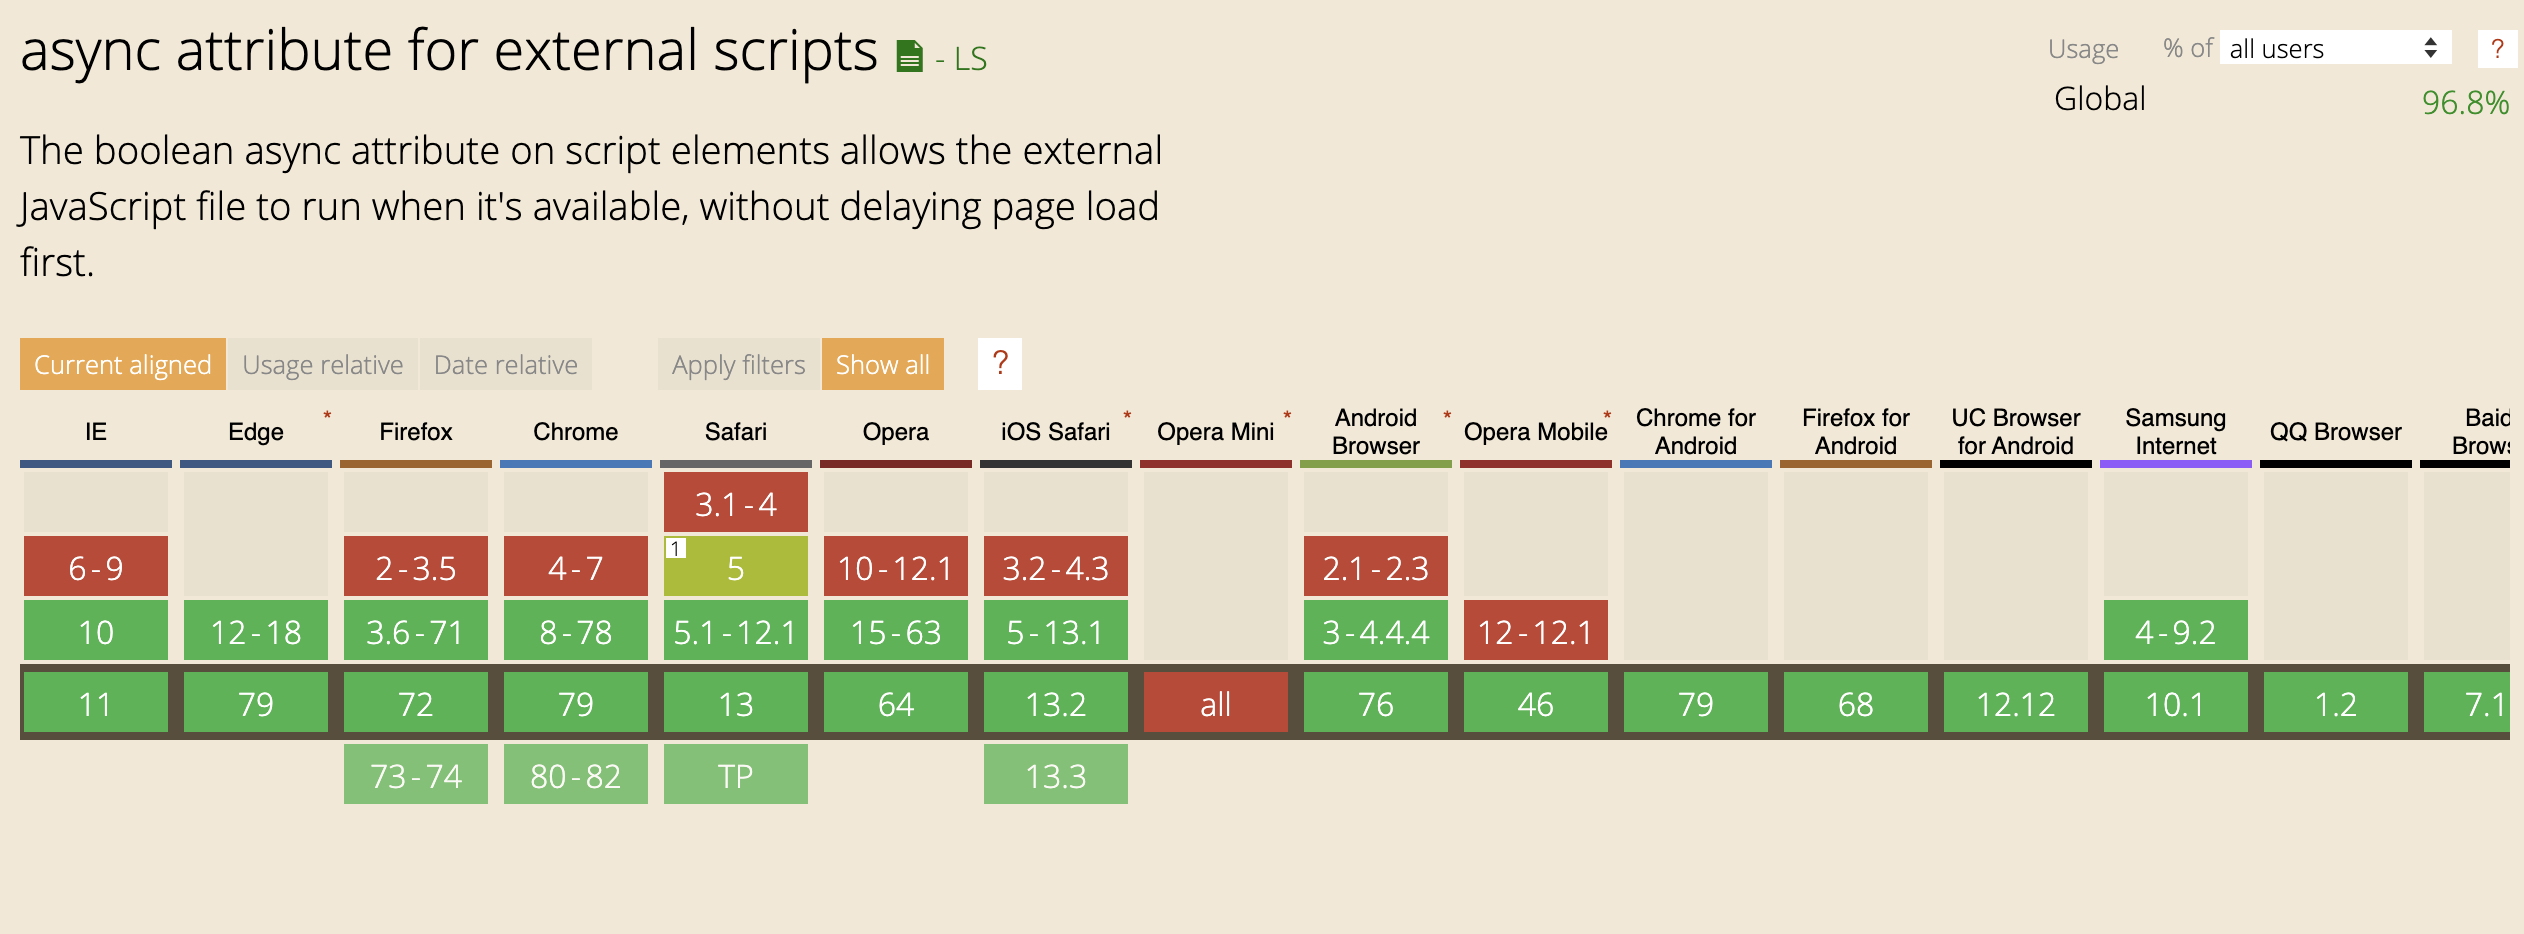 async attribute for external scripts - LS
Usage % of all users ?
Global 96.8%
The boolean async attribute on script elements allows the external
JavaScript file to run when it's available, without delaying page load
first.
Current aligned Usage relative Date relative Apply filters Show all ?
IE Edge * Firefox Chrome Safari Opera iOS Safari * Opera Mini * Android Browser * Opera Mobile * Chrome for Android Firefox for Android UC Browser for Android Samsung Internet QQ Browser Baid Brows
3.1-4
6-9 2-3.5 4-7 1 5 10-12.1 3.2-4.3 2.1-2.3
10 12-18 3.6-71 8-78 5.1-12.1 15-63 5-13.1 3-4.4.4 12-12.1 4-9.2
11 79 72 79 13 64 13.2 all 76 46 79 68 12.12 10.1 1.2 7.1
73-74 80-82 TP 13.3